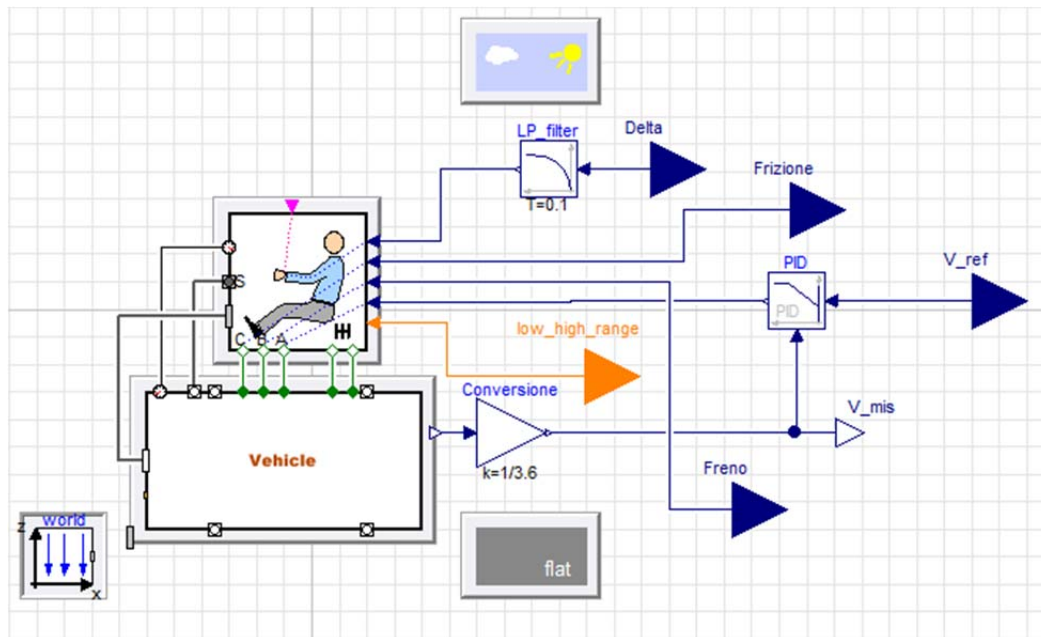 LP_filter
Delta
T=0.1
Frizione
PID
PID
V_ref
S
C B A
low_high_range
Conversione
k=1/3.6
V_mis
Vehicle
Freno
world
z
x
flat